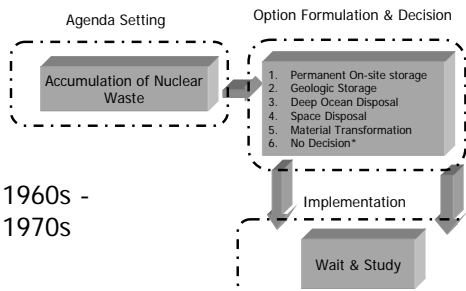 Agenda Setting
Option Formulation & Decision
Accumulation of Nuclear
Waste
1. Permanent On-site storage
2. Geologic Storage
3. Deep Ocean Disposal
4. Space Disposal
5. Material Transformation
6. No Decision*
1960s -
1970s
Implementation
Wait & Study